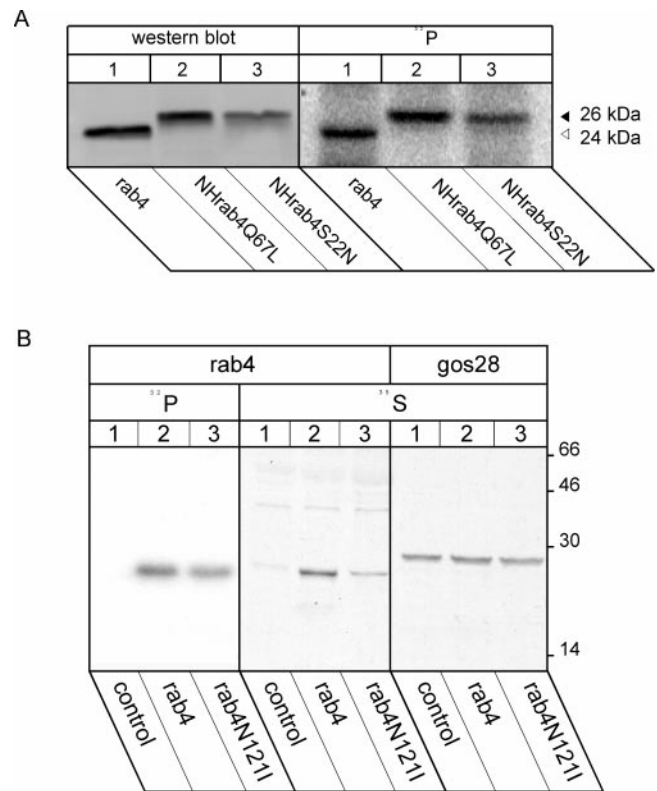 A
western blot 32P
1 2 3 1 2 3
26 kDa
24 kDa
rab4 NHrab4Q67L NHrab4S22N rab4 NHrab4Q67L NHrab4S22N
B
rab4 gos28
32P 35S
1 2 3 1 2 3 1 2 3
66
46
30
14
control rab4 rab4N121I control rab4 rab4N121I control rab4 rab4N121I